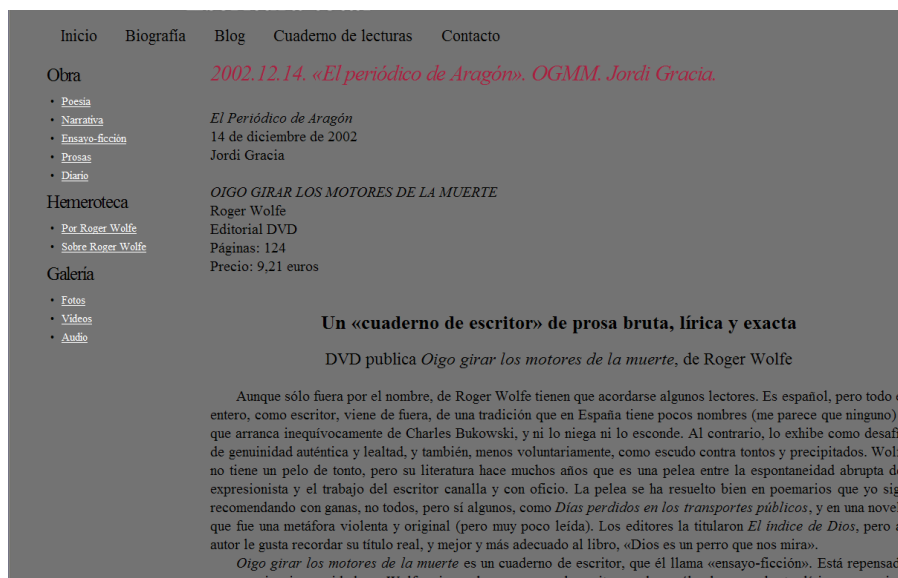 Inicio Biografía Blog Cuaderno de lecturas Contacto
Obra
• Poesia
• Narrativa
• Ensayo-ficción
• Prosas
• Diario
Hemeroteca
• Por Roger Wolfe
• Sobre Roger Wolfe
Galería
• Fotos
• Videos
• Audio
2002.12.14. «El periódico de Aragón». OGMM. Jordi Gracia.
El Periódico de Aragón
14 de diciembre de 2002
Jordi Gracia
OIGO GIRAR LOS MOTORES DE LA MUERTE
Roger Wolfe
Editorial DVD
Páginas: 124
Precio: 9,21 euros
Un «cuaderno de escritor» de prosa bruta, lírica y exacta
DVD publica Oigo girar los motores de la muerte, de Roger Wolfe
Aunque sólo fuera por el nombre, de Roger Wolfe tienen que acordarse algunos lectores. Es español, pero todo
entero, como escritor, viene de fuera, de una tradición que en España tiene pocos nombres (me parece que ninguno)
que arranca inequívocamente de Charles Bukowski, y ni lo niega ni lo esconde. Al contrario, lo exhibe como desaf
de genuinidad auténtica y lealtad, y también, menos voluntariamente, como escudo contra tontos y precipitados. Wol
no tiene un pelo de tonto, pero su literatura hace muchos años que es una pelea entre la espontaneidad abrupta d
expresionista y el trabajo del escritor canalla y con oficio. La pelea se ha resuelto bien en poemarios que yo sig
recomendando con ganas, no todos, pero sí algunos, como Días perdidos en los transportes públicos, y en una novel
que fue una metáfora violenta y original (pero muy poco leída). Los editores la titularon El índice de Dios, pero a
autor le gusta recordar su título real, y mejor y más adecuado al libro, «Dios es un perro que nos mira».
Oigo girar los motores de la muerte es un cuaderno de escritor, que él llama «ensayo-ficción». Está repensad